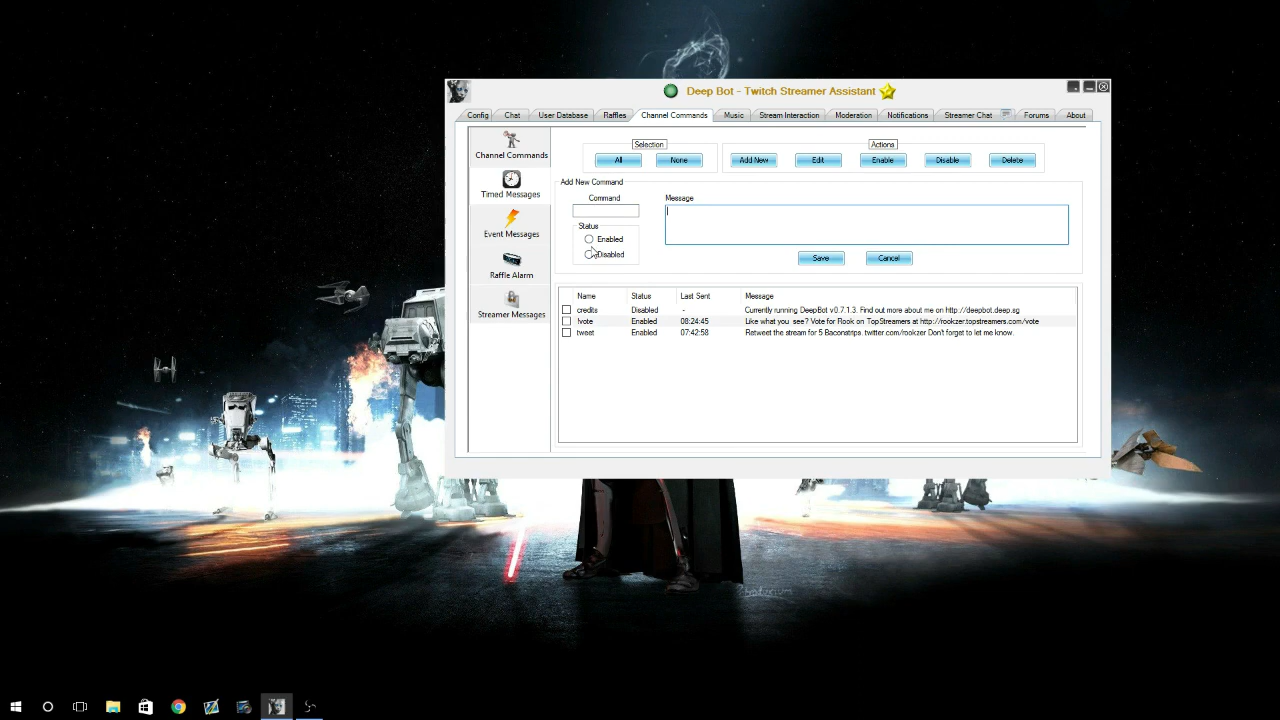 Deep Bot - Twitch Streamer Assistant
Config Chat User Database Raffles Channel Commands Music Stream Interaction Moderation Notifications Streamer Chat Forums About
Channel Commands
Timed Messages
Event Messages
Raffle Alarm
Streamer Messages
Selection
All None
Actions
Add New Edit Enable Disable Delete
Add New Command
Command
Status
Enabled
Disabled
Message
Save Cancel
Name Status Last Sent Message
credits Disabled - Currently running DeepBot v0.7.1.3. Find out more about me on http://deepbot.deep.sg
!vote Enabled 08:24:45 Like what you see? Vote for Rook on TopStreamers at http://rookzer.topstreamers.com/vote
tweet Enabled 07:42:58 Retweet the stream for 5 Baconstrips. twitter.com/rookzer Don't forget to let me know.